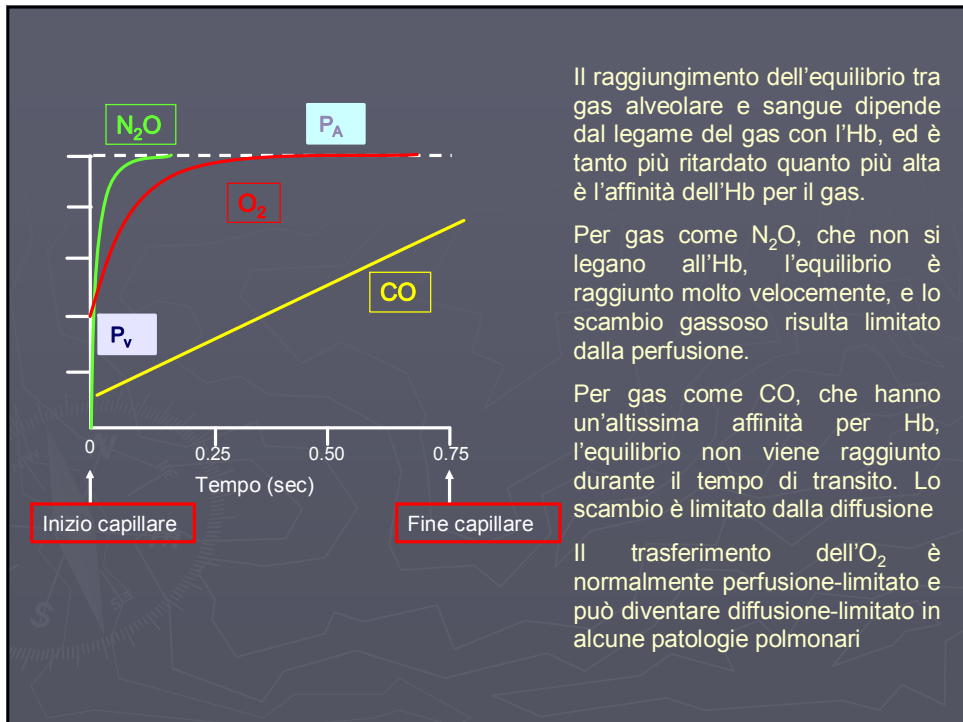 N₂O
P_A
O₂
CO
P_v
0
0.25
0.50
0.75
Tempo (sec)
Inizio capillare
Fine capillare
Il raggiungimento dell'equilibrio tra
gas alveolare e sangue dipende
dal legame del gas con l'Hb, ed è
tanto più ritardato quanto più alta
è l'affinità dell'Hb per il gas.
Per gas come N₂O, che non si
legano all'Hb, l'equilibrio è
raggiunto molto velocemente, e lo
scambio gassoso risulta limitato
dalla perfusione.
Per gas come CO, che hanno
un'altissima affinità per Hb,
l'equilibrio non viene raggiunto
durante il tempo di transito. Lo
scambio è limitato dalla diffusione
Il trasferimento dell'O₂ è
normalmente perfusione-limitato e
può diventare diffusione-limitato in
alcune patologie polmonari
S